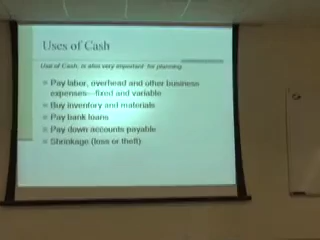 Uses of Cash
Use of Cash, is also very important for planning
Pay labor, overhead and other business
expenses--fixed and variable
Buy inventory and materials
Pay bank loans
Pay down accounts payable
Shrinkage (loss or theft)